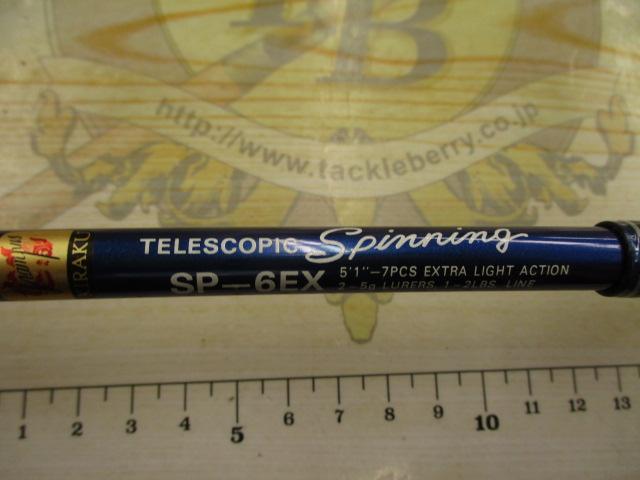 B
http://www.tackleberry.co.jp
TELESCOPIC Spinning
SP-6EX
5'1"-7PCS EXTRA LIGHT ACTION
2-5g LURERS, 1-2LBS. LINE
1 2 3 4 5 6 7 8 9 10 11 12 13